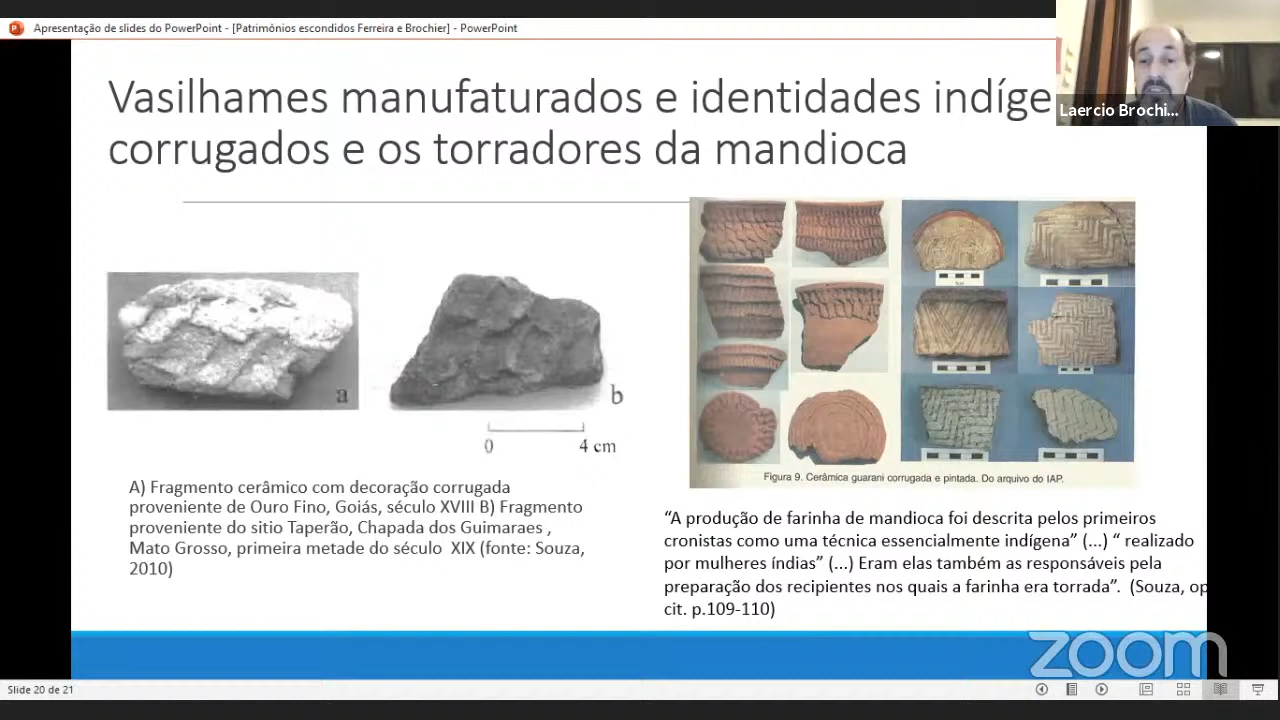 Apresentação de slides do PowerPoint - [Patrimônios escondidos Ferreira e Brochier] - PowerPoint
Laercio Brochi...
Vasilhames manufaturados e identidades indíge
corrugados e os torradores da mandioca
a
b
0 4 cm
A) Fragmento cerâmico com decoração corrugada
proveniente de Ouro Fino, Goiás, século XVIII B) Fragmento
proveniente do sitio Taperão, Chapada dos Guimaraes ,
Mato Grosso, primeira metade do século XIX (fonte: Souza,
2010)
Figura 9. Cerâmica guarani corrugada e pintada. Do arquivo do IAP.
“A produção de farinha de mandioca foi descrita pelos primeiros
cronistas como uma técnica essencialmente indígena” (...) “ realizado
por mulheres índias” (...) Eram elas também as responsáveis pela
preparação dos recipientes nos quais a farinha era torrada”. (Souza, op
cit. p.109-110)
zoom
Slide 20 de 21